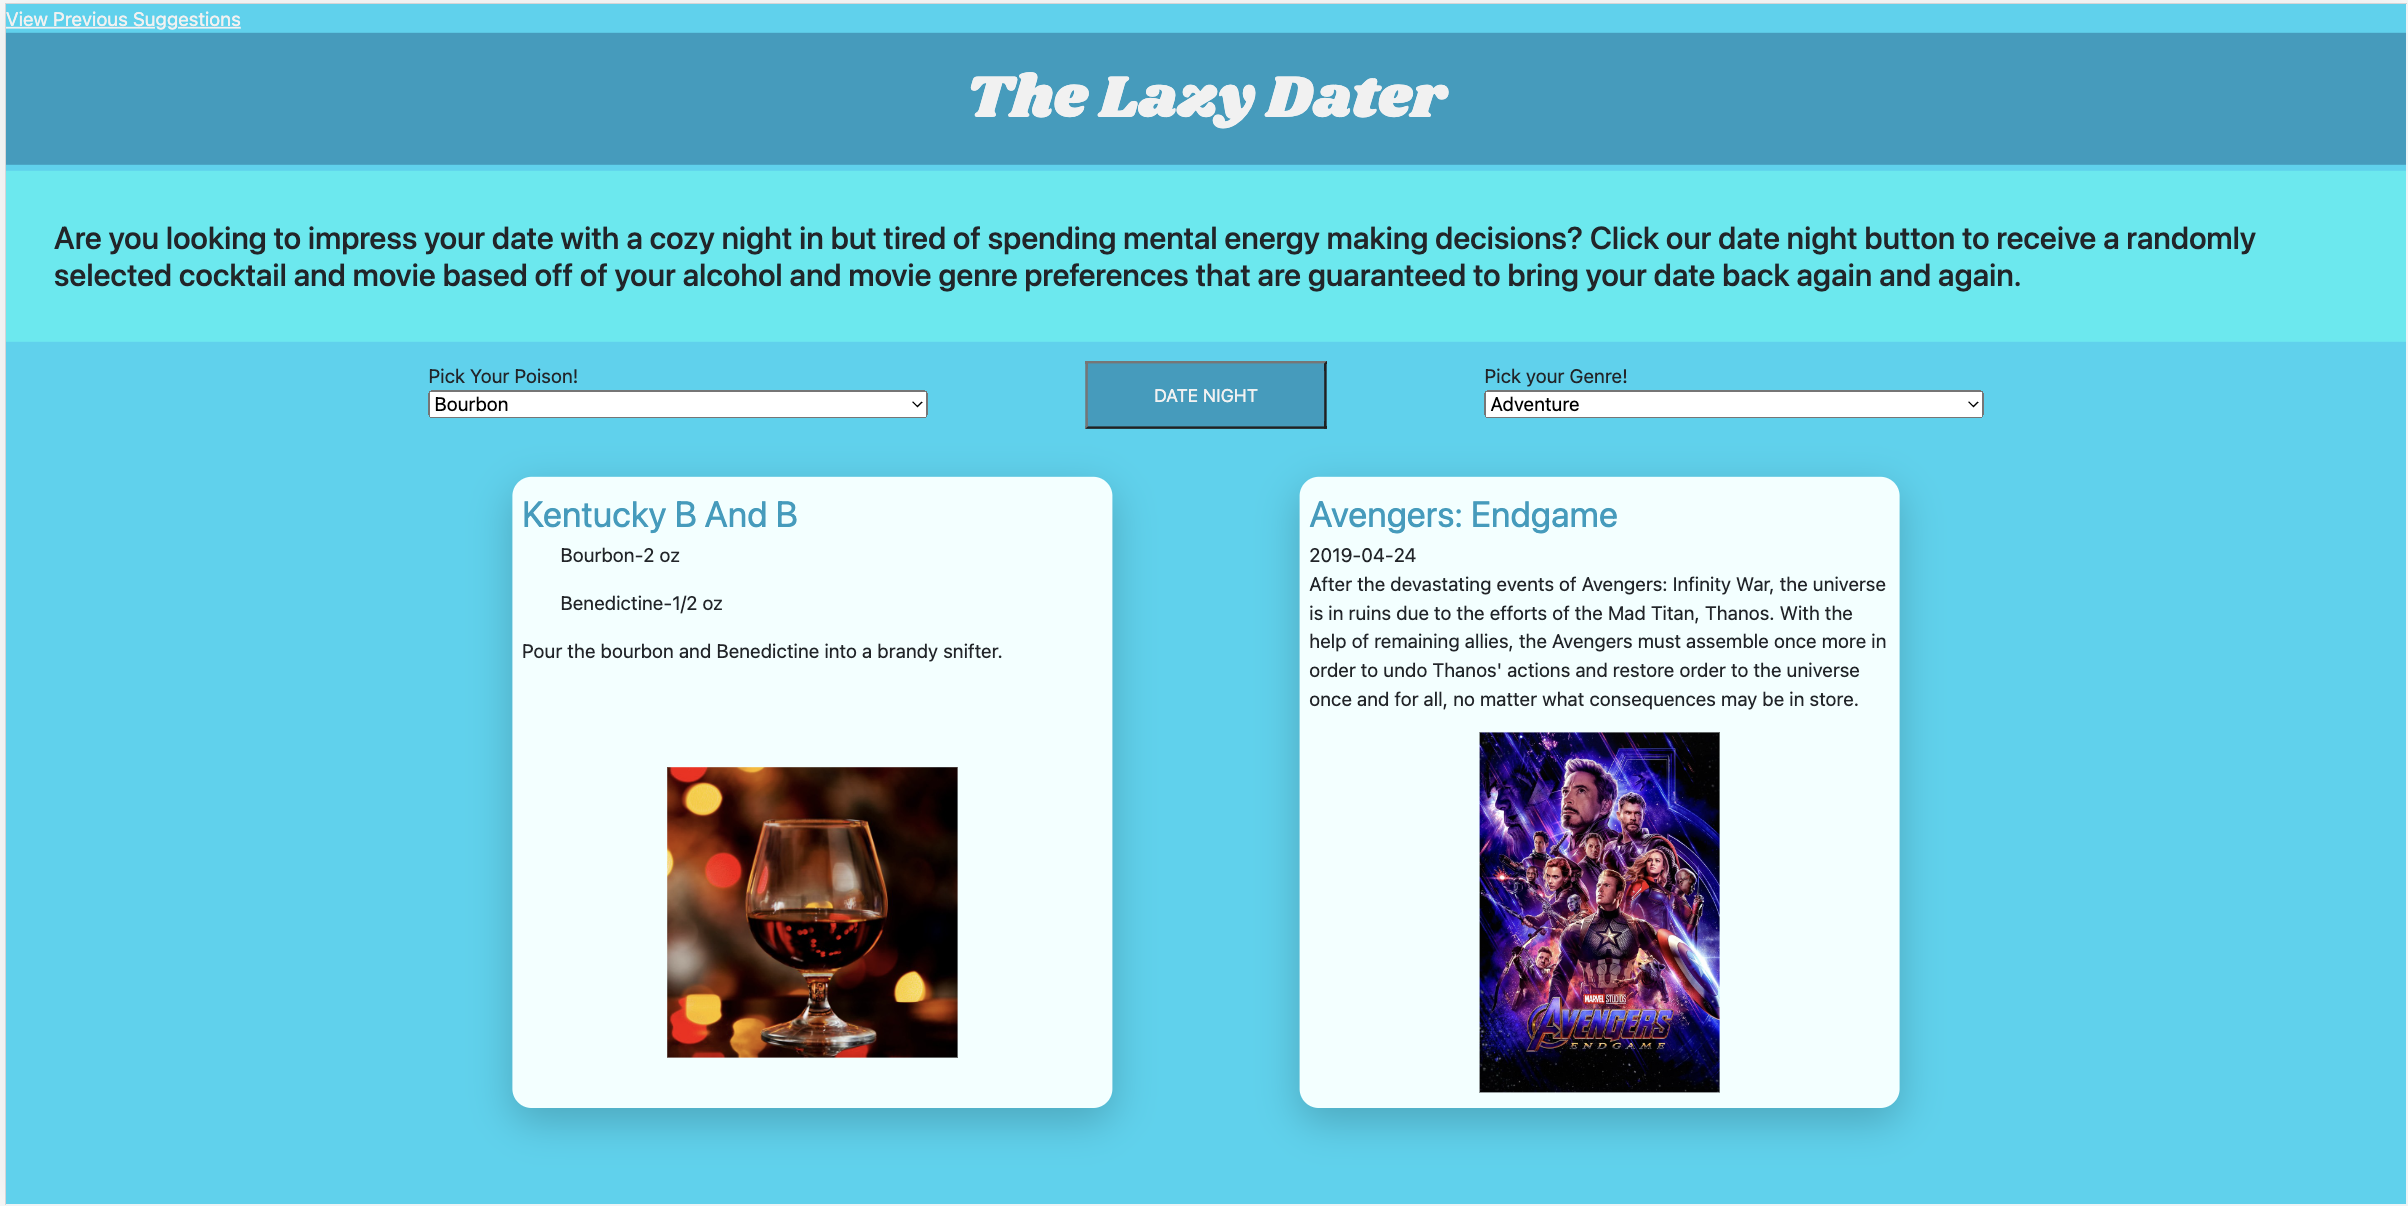 View Previous Suggestions
The Lazy Dater
Are you looking to impress your date with a cozy night in but tired of spending mental energy making decisions? Click our date night button to receive a randomly
selected cocktail and movie based off of your alcohol and movie genre preferences that are guaranteed to bring your date back again and again.
Pick Your Poison!
Bourbon
DATE NIGHT
Pick your Genre!
Adventure
Kentucky B And B
Bourbon-2 oz
Benedictine-1/2 oz
Pour the bourbon and Benedictine into a brandy snifter.
Avengers: Endgame
2019-04-24
After the devastating events of Avengers: Infinity War, the universe
is in ruins due to the efforts of the Mad Titan, Thanos. With the
help of remaining allies, the Avengers must assemble once more in
order to undo Thanos' actions and restore order to the universe
once and for all, no matter what consequences may be in store.
MARVEL STUDIOS
AVENGERS
ENDGAME